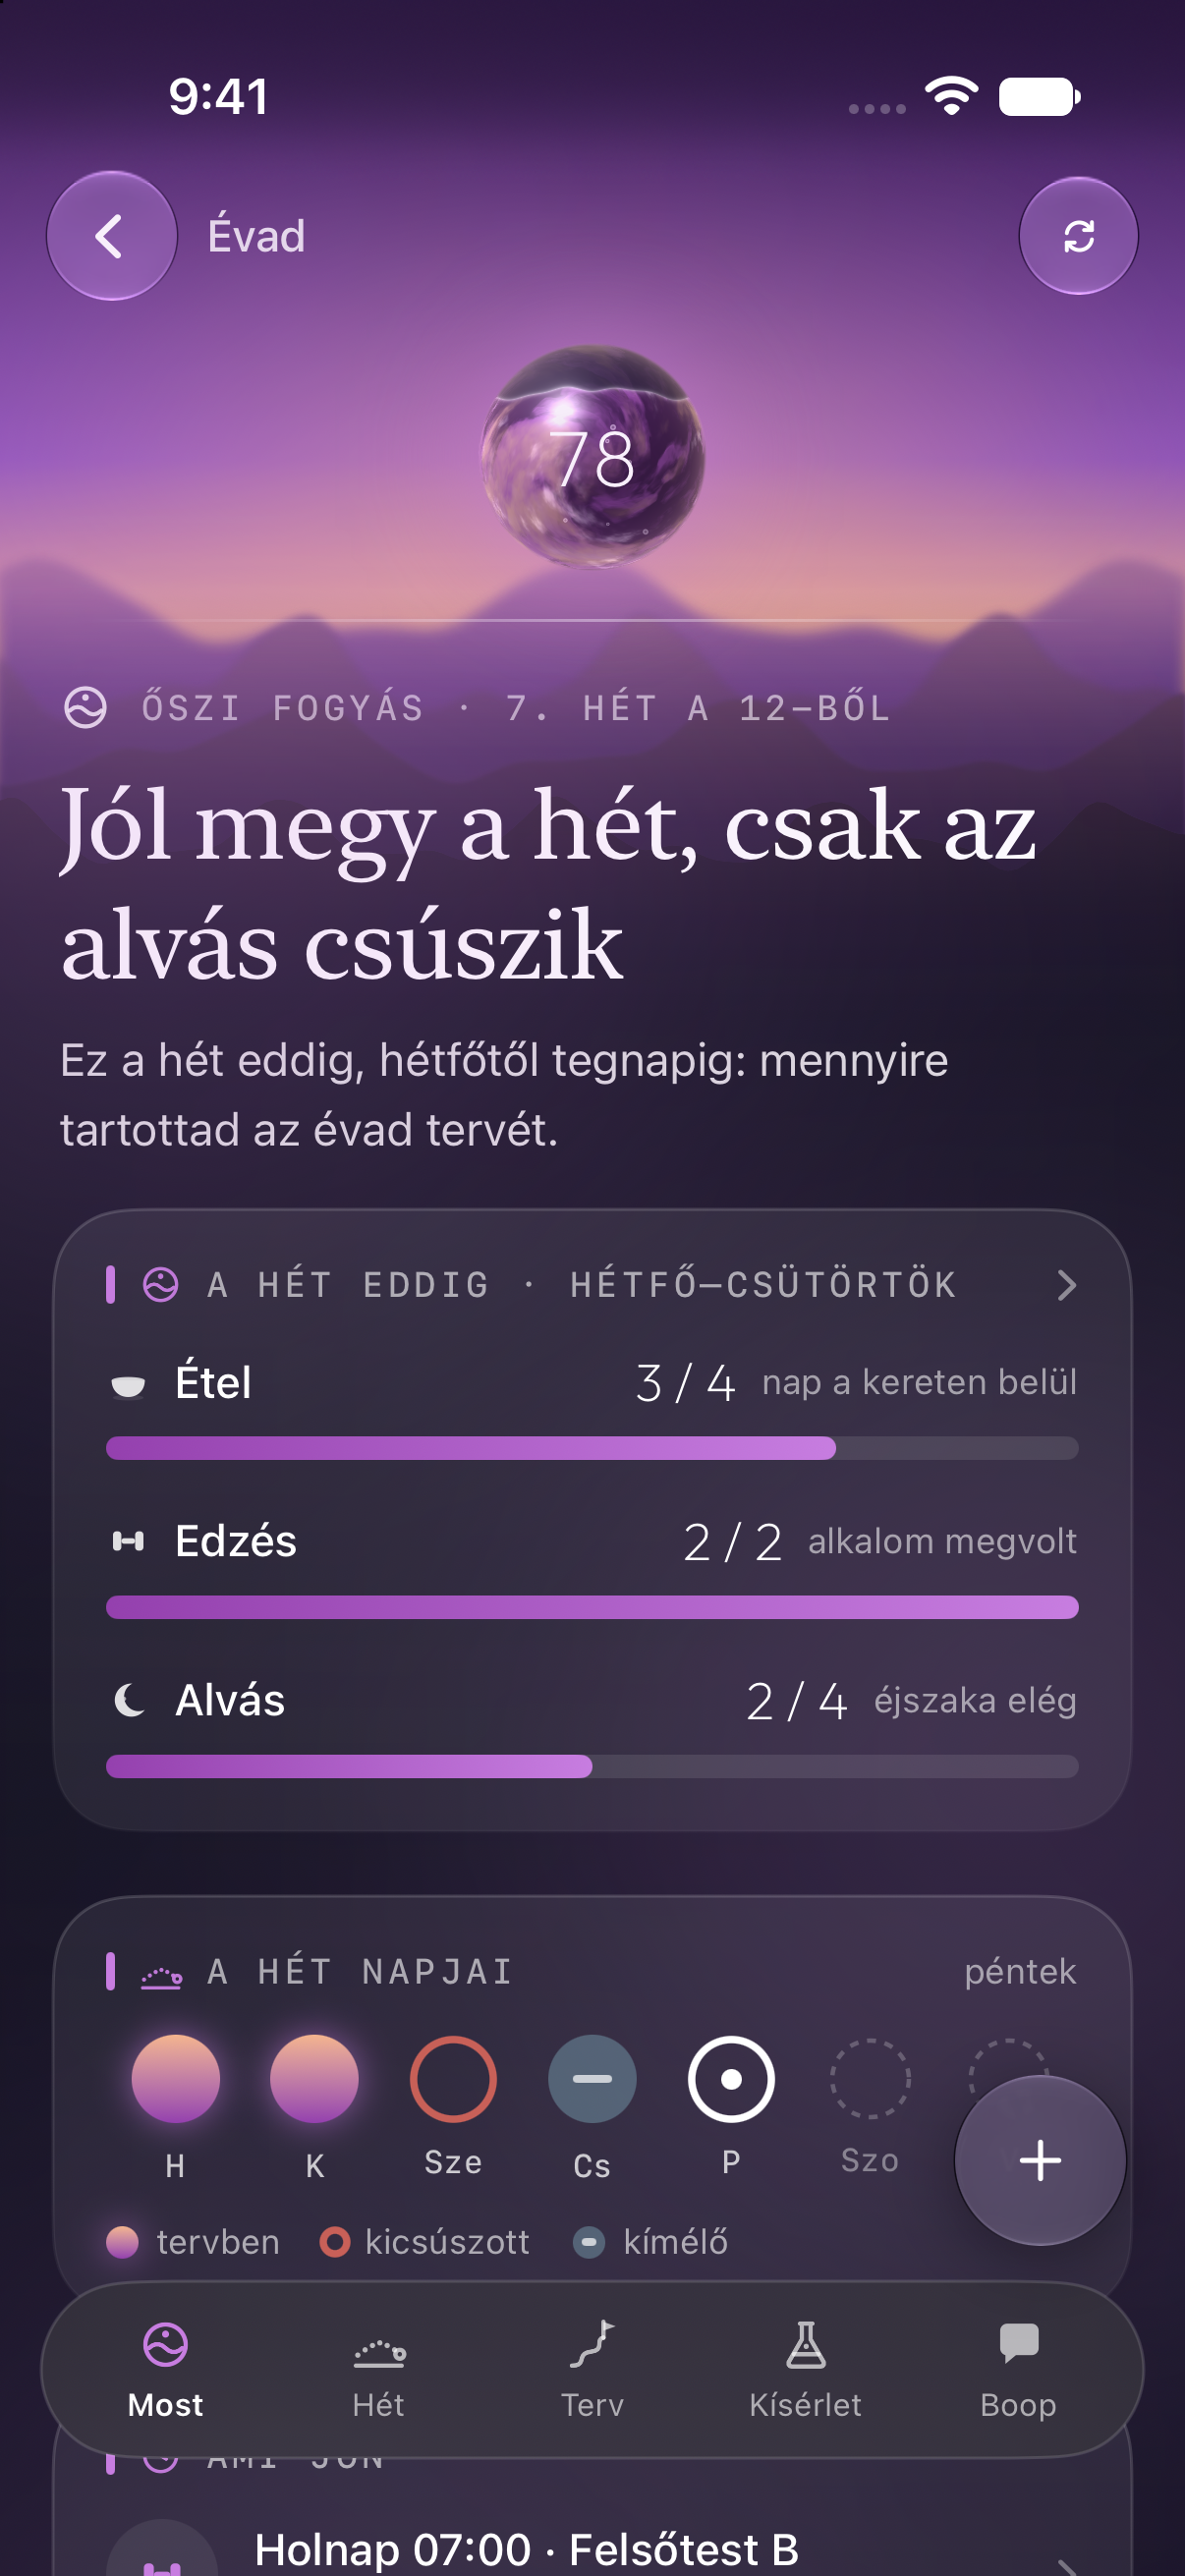 9:41
Évad
78
ŐSZI FOGYÁS · 7. HÉT A 12–BŐL
Jól megy a hét, csak az
alvás csúszik
Ez a hét eddig, hétfőtől tegnapig: mennyire
tartottad az évad tervét.
A HÉT EDDIG · HÉTFŐ–CSÜTÖRTÖK
Étel 3 / 4 nap a kereten belül
Edzés 2 / 2 alkalom megvolt
Alvás 2 / 4 éjszaka elég
A HÉT NAPJAI péntek
H K Sze Cs P Szo
tervben kicsúszott kímélő
Most Hét Terv Kísérlet Boop
AMI JÖN
Holnap 07:00 · Felsőtest B